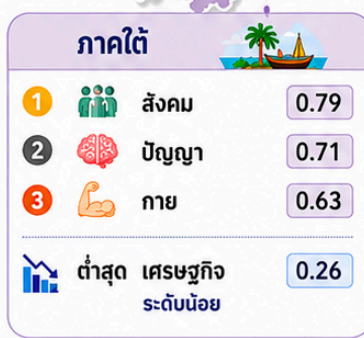 ภาคใต้
1 สังคม 0.79
2 ปัญญา 0.71
3 กาย 0.63
ต่ำสุด เศรษฐกิจ 0.26
ระดับน้อย